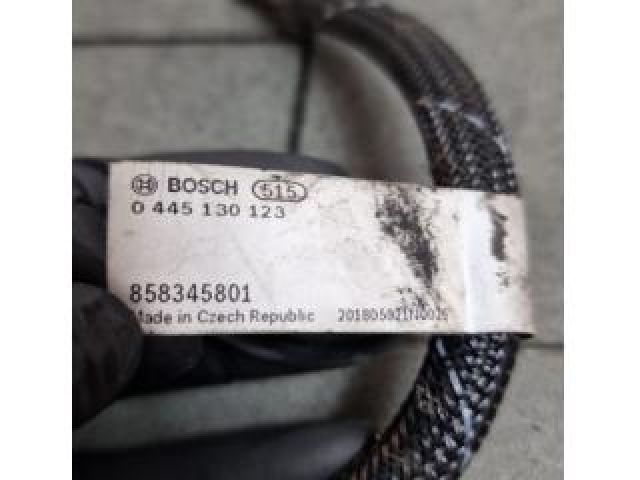 BOSCH 515
0 445 130 123
858345801
Made in Czech Republic